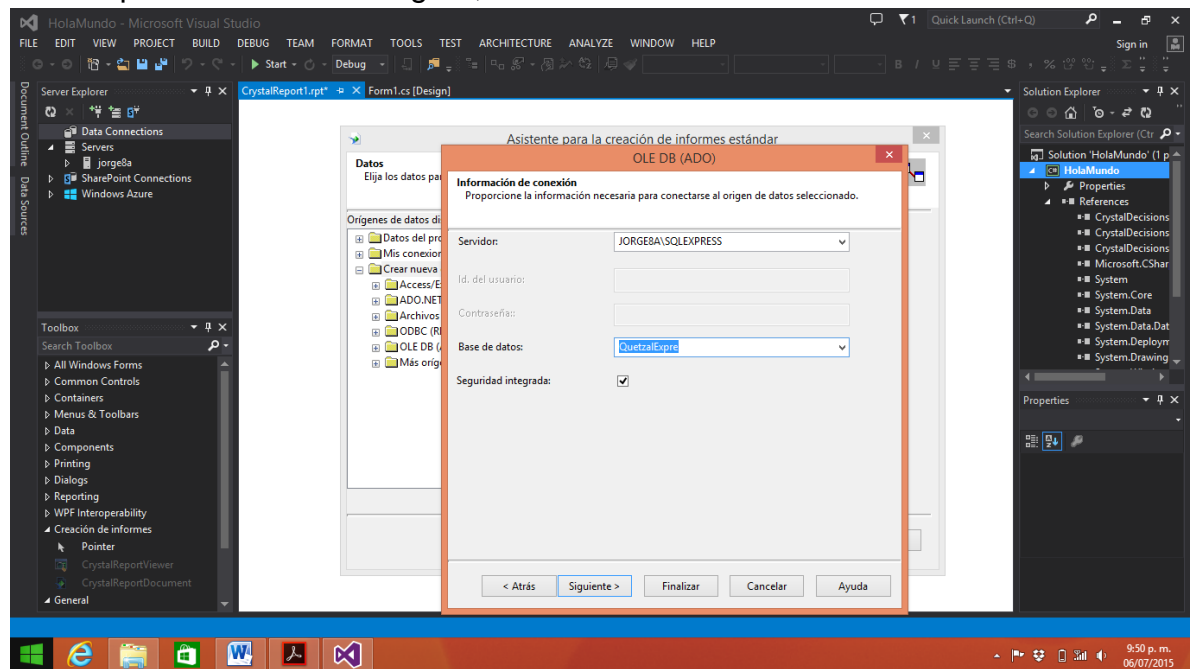 HolaMundo - Microsoft Visual Studio
1
Quick Launch (Ctrl+Q)
FILE EDIT VIEW PROJECT BUILD DEBUG TEAM FORMAT TOOLS TEST ARCHITECTURE ANALYZE WINDOW HELP
Sign in
Start
Debug
B I U
Document Outline
Data Sources
Server Explorer
Data Connections
Servers
jorge8a
SharePoint Connections
Windows Azure
Toolbox
Search Toolbox
All Windows Forms
Common Controls
Containers
Menus & Toolbars
Data
Components
Printing
Dialogs
Reporting
WPF Interoperability
Creación de informes
Pointer
CrystalReportViewer
CrystalReportDocument
General
CrystalReport1.rpt*
Form1.cs [Design]
Asistente para la creación de informes estándar
Datos
Elija los datos par
Orígenes de datos di
Datos del pro
Mis conexior
Crear nueva
Access/E
ADO.NET
Archivos
ODBC (RI
OLE DB (
Más oríge
OLE DB (ADO)
Información de conexión
Proporcione la información necesaria para conectarse al origen de datos seleccionado.
Servidor:
JORGE8A\SQLEXPRESS
Id. del usuario:
Contraseña::
Base de datos:
QuetzalExpre
Seguridad integrada:
< Atrás
Siguiente >
Finalizar
Cancelar
Ayuda
Solution Explorer
Search Solution Explorer (Ctr
Solution 'HolaMundo' (1 p
HolaMundo
Properties
References
CrystalDecisions
CrystalDecisions
CrystalDecisions
Microsoft.CShar
System
System.Core
System.Data
System.Data.Dat
System.Deploym
System.Drawing
Properties
9:50 p. m.
06/07/2015